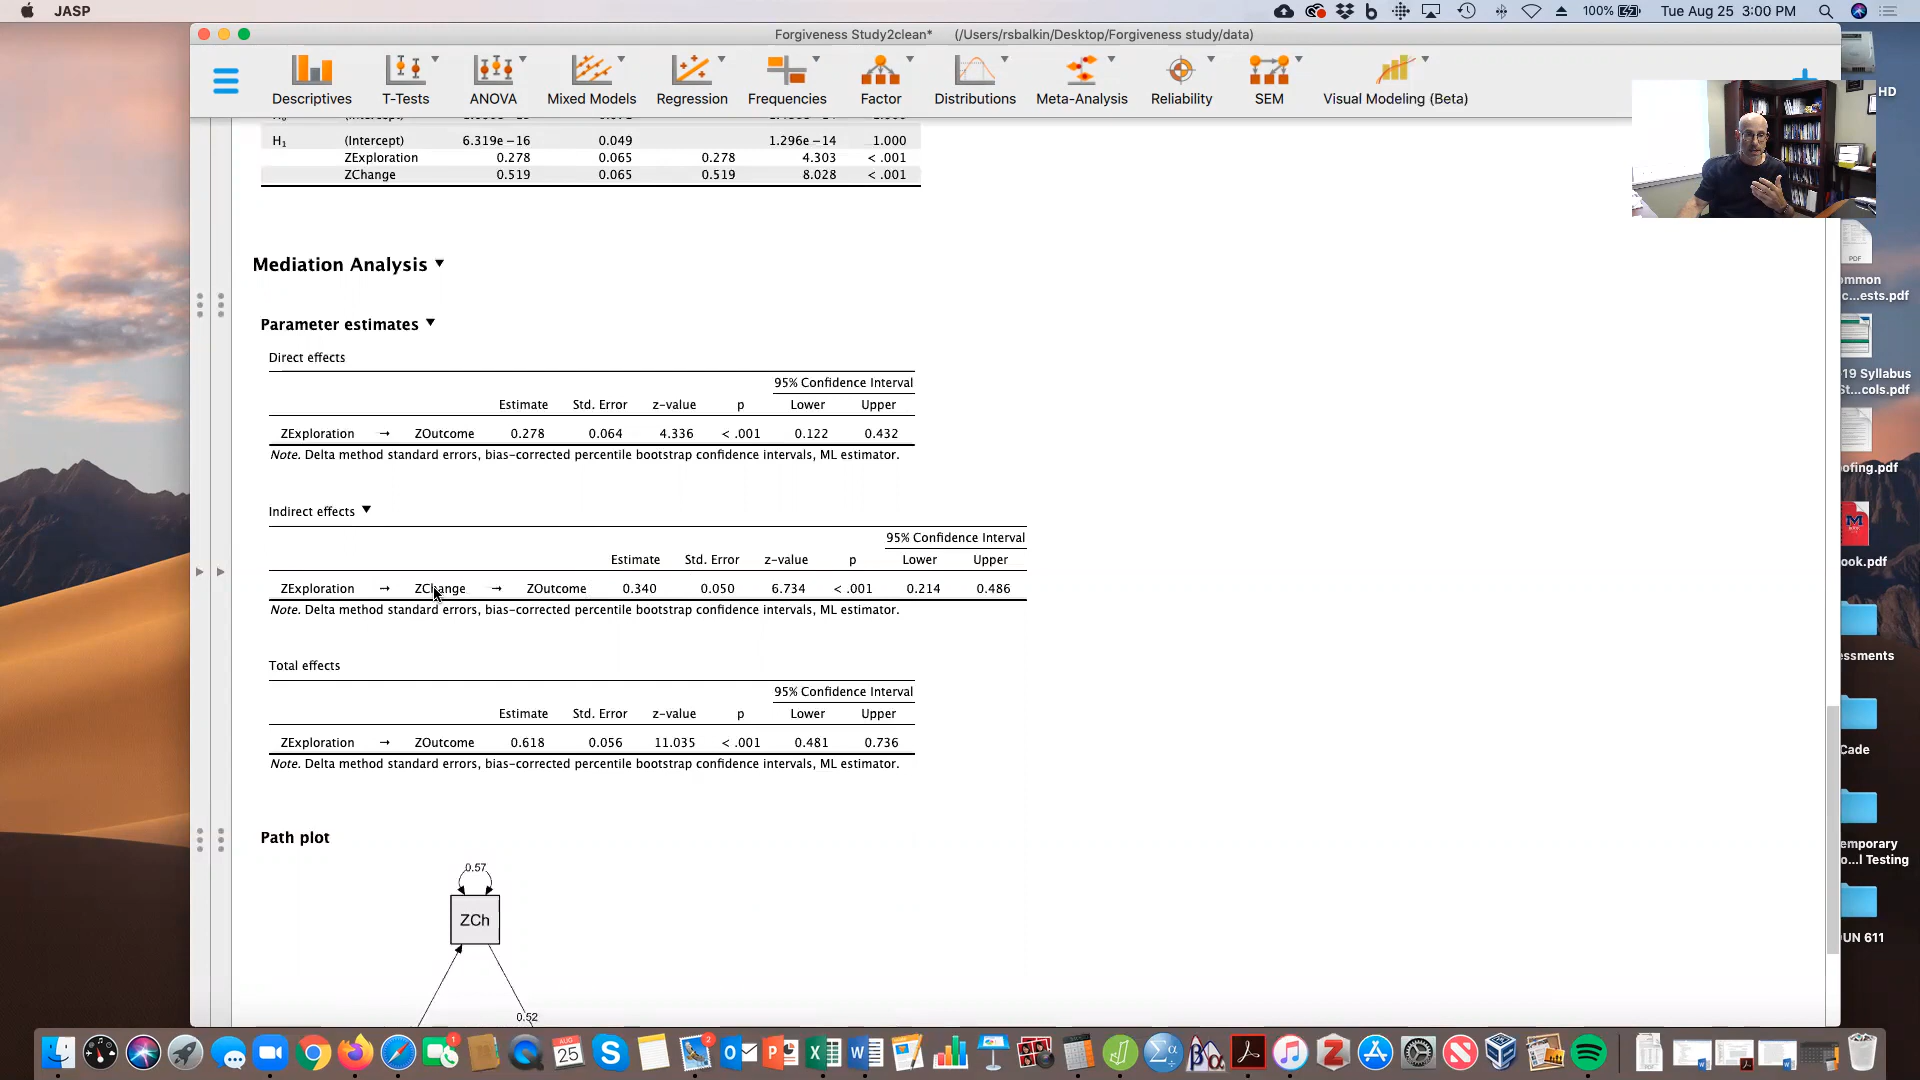 JASP
100%
Tue Aug 25 3:00 PM
Forgiveness Study2clean* (/Users/rsbalkin/Desktop/Forgiveness study/data)
Descriptives
T-Tests
ANOVA
Mixed Models
Regression
Frequencies
Factor
Distributions
Meta-Analysis
Reliability
SEM
Visual Modeling (Beta)
HD
H₁ (Intercept) 6.319e −16 0.049 1.296e −14 1.000
ZExploration 0.278 0.065 0.278 4.303 < .001
ZChange 0.519 0.065 0.519 8.028 < .001
Mediation Analysis
Parameter estimates
Direct effects
95% Confidence Interval
Estimate Std. Error z-value p Lower Upper
ZExploration → ZOutcome 0.278 0.064 4.336 < .001 0.122 0.432
Note. Delta method standard errors, bias-corrected percentile bootstrap confidence intervals, ML estimator.
Indirect effects
95% Confidence Interval
Estimate Std. Error z-value p Lower Upper
ZExploration → ZChange → ZOutcome 0.340 0.050 6.734 < .001 0.214 0.486
Note. Delta method standard errors, bias-corrected percentile bootstrap confidence intervals, ML estimator.
Total effects
95% Confidence Interval
Estimate Std. Error z-value p Lower Upper
ZExploration → ZOutcome 0.618 0.056 11.035 < .001 0.481 0.736
Note. Delta method standard errors, bias-corrected percentile bootstrap confidence intervals, ML estimator.
Path plot
0.57
ZCh
0.52
PDF
ommon
c...ests.pdf
19 Syllabus
St...cols.pdf
ofing.pdf
ook.pdf
essments
Cade
emporary
o...l Testing
UN 611
AUG
25
1
2